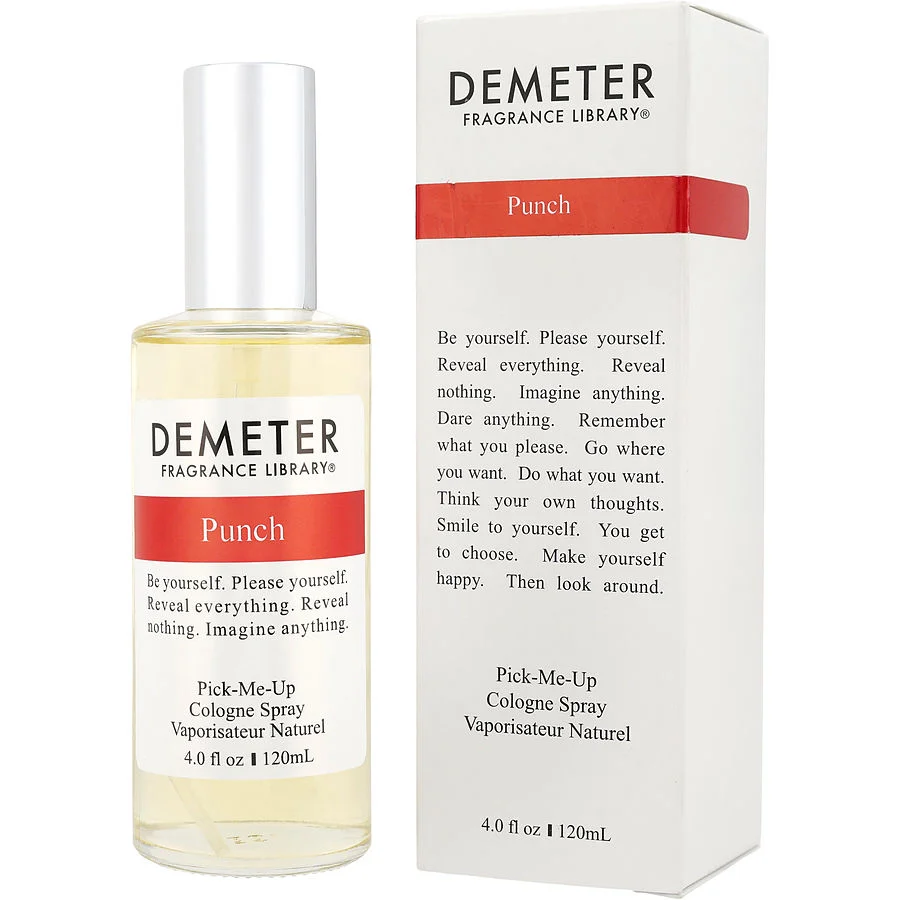 DEMETER
FRAGRANCE LIBRARY®
Punch
Be yourself. Please yourself.
Reveal everything. Reveal
nothing. Imagine anything.
Pick-Me-Up
Cologne Spray
Vaporisateur Naturel
4.0 fl oz ▮ 120mL
DEMETER
FRAGRANCE LIBRARY®
Punch
Be yourself. Please yourself.
Reveal everything. Reveal
nothing. Imagine anything.
Dare anything. Remember
what you please. Go where
you want. Do what you want.
Think your own thoughts.
Smile to yourself. You get
to choose. Make yourself
happy. Then look around.
Pick-Me-Up
Cologne Spray
Vaporisateur Naturel
4.0 fl oz ▮ 120mL